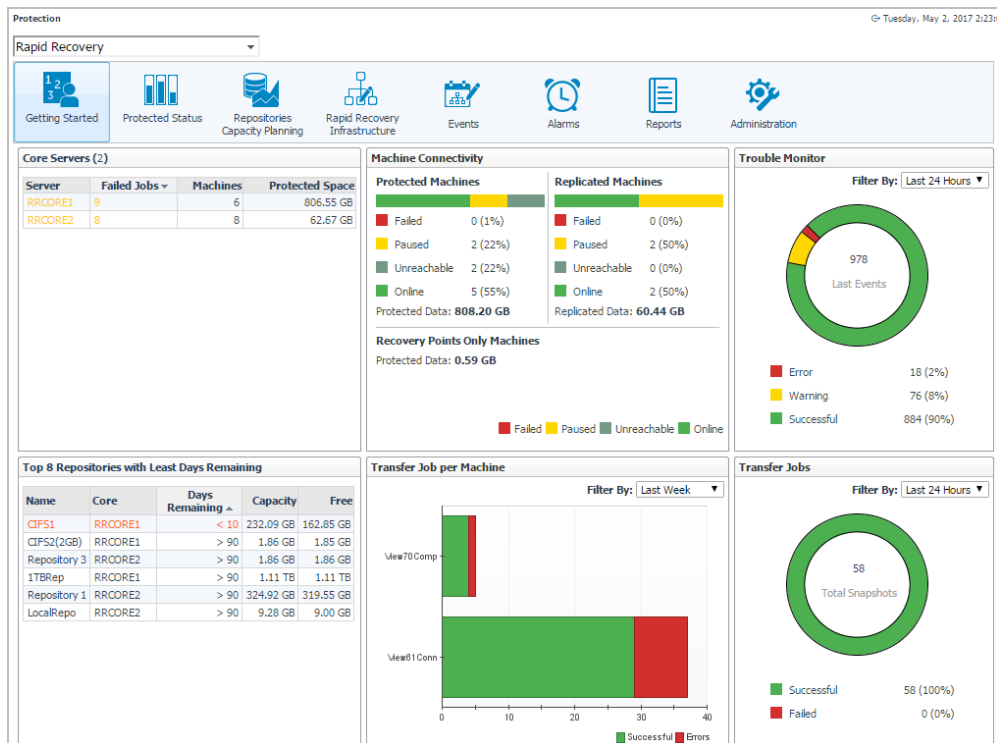 Protection
Tuesday, May 2, 2017 2:23:
Rapid Recovery
1 2 3
Getting Started
Protected Status
Repositories
Capacity Planning
Rapid Recovery
Infrastructure
Events
Alarms
Reports
Administration
Core Servers (2)
Server Failed Jobs Machines Protected Space
RRCORE1 9 6 806.55 GB
RRCORE2 8 8 62.67 GB
Machine Connectivity
Protected Machines
Failed 0 (1%)
Paused 2 (22%)
Unreachable 2 (22%)
Online 5 (55%)
Protected Data: 808.20 GB
Replicated Machines
Failed 0 (0%)
Paused 2 (50%)
Unreachable 0 (0%)
Online 2 (50%)
Replicated Data: 60.44 GB
Recovery Points Only Machines
Protected Data: 0.59 GB
Failed Paused Unreachable Online
Trouble Monitor
Filter By: Last 24 Hours
978
Last Events
Error 18 (2%)
Warning 76 (8%)
Successful 884 (90%)
Top 8 Repositories with Least Days Remaining
Name Core Days Remaining Capacity Free
CIFS1 RRCORE1 < 10 232.09 GB 162.85 GB
CIFS2(2GB) RRCORE1 > 90 1.86 GB 1.85 GB
Repository 3 RRCORE2 > 90 1.86 GB 1.86 GB
1TBRep RRCORE1 > 90 1.11 TB 1.11 TB
Repository 1 RRCORE2 > 90 324.92 GB 319.55 GB
LocalRepo RRCORE2 > 90 9.28 GB 9.00 GB
Transfer Job per Machine
Filter By: Last Week
View70Comp
View61Conn
0 10 20 30 40
Successful Errors
Transfer Jobs
Filter By: Last 24 Hours
58
Total Snapshots
Successful 58 (100%)
Failed 0 (0%)